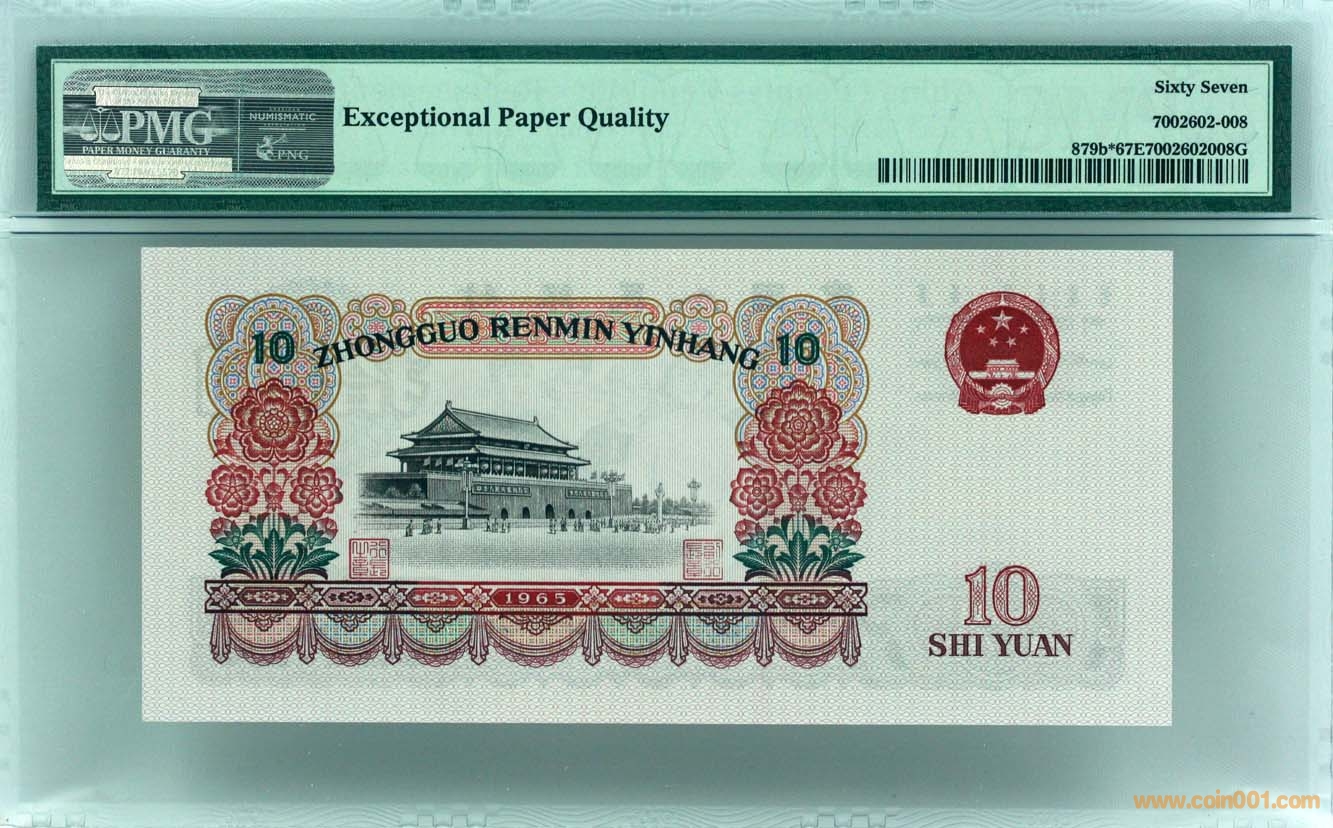 Exceptional Paper Quality
Sixty Seven
7002602-008
879b*67E7002602008G
PMG
PAPER MONEY GUARANTY
NUMISMATIC
PNG
10
ZHONGGUO RENMIN YINHANG
10
1965
10
SHI YUAN
www.coin001.com